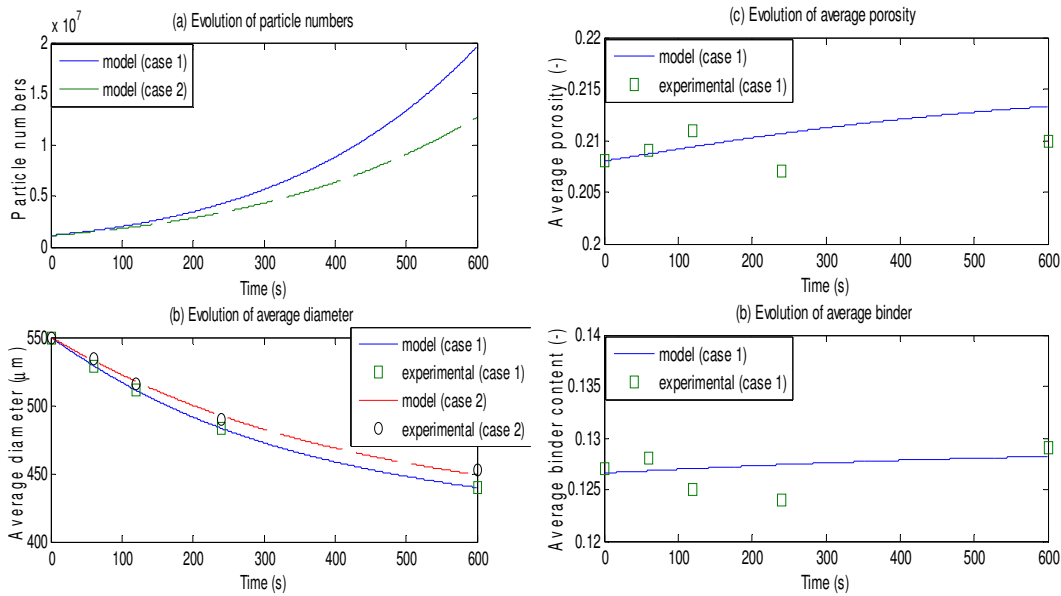 (a) Evolution of particle numbers
x 10^7
2
1.5
1
0.5
0
Particle numbers
model (case 1)
model (case 2)
0 100 200 300 400 500 600
Time (s)
(c) Evolution of average porosity
0.22
0.215
0.21
0.205
0.2
Average porosity (-)
model (case 1)
experimental (case 1)
0 100 200 300 400 500 600
Time (s)
(b) Evolution of average diameter
550
500
450
400
Average diameter (μm)
model (case 1)
experimental (case 1)
model (case 2)
experimental (case 2)
0 100 200 300 400 500 600
Time (s)
(b) Evolution of average binder
0.14
0.135
0.13
0.125
0.12
Average binder content (-)
model (case 1)
experimental (case 1)
0 100 200 300 400 500 600
Time (s)